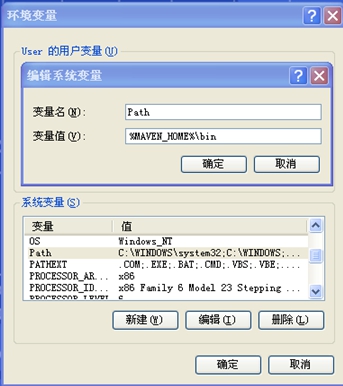 环境变量
User 的用户变量(U)
编辑系统变量
变量名(N): Path
变量值(V): %MAVEN_HOME%\bin
确定 取消
系统变量(S)
变量 值
OS Windows_NT
Path C:\WINDOWS\system32;C:\WINDOWS;...
PATHEXT .COM;.EXE;.BAT;.CMD;.VBS;.VBE;....
PROCESSOR_AR... x86
PROCESSOR_ID... x86 Family 6 Model 23 Stepping ...
PROCESSOR_LEVEL 6
新建(W) 编辑(I) 删除(L)
确定 取消